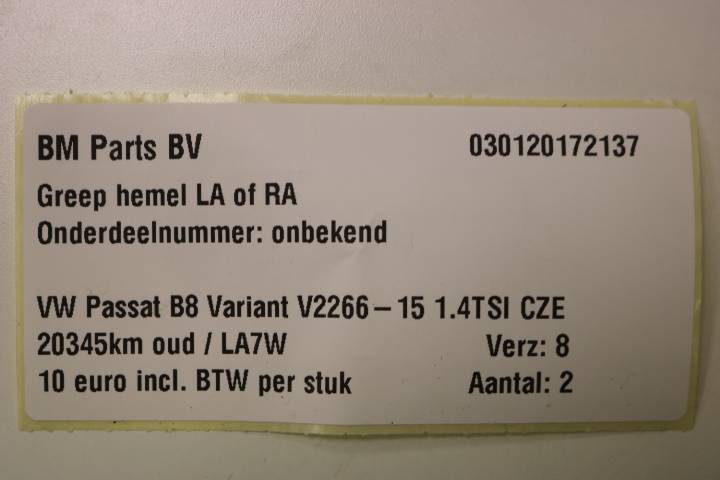 BM Parts BV 030120172137
Greep hemel LA of RA
Onderdeelnummer: onbekend
VW Passat B8 Variant V2266-15 1.4TSI CZE
20345km oud / LA7W Verz: 8
10 euro incl. BTW per stuk Aantal: 2